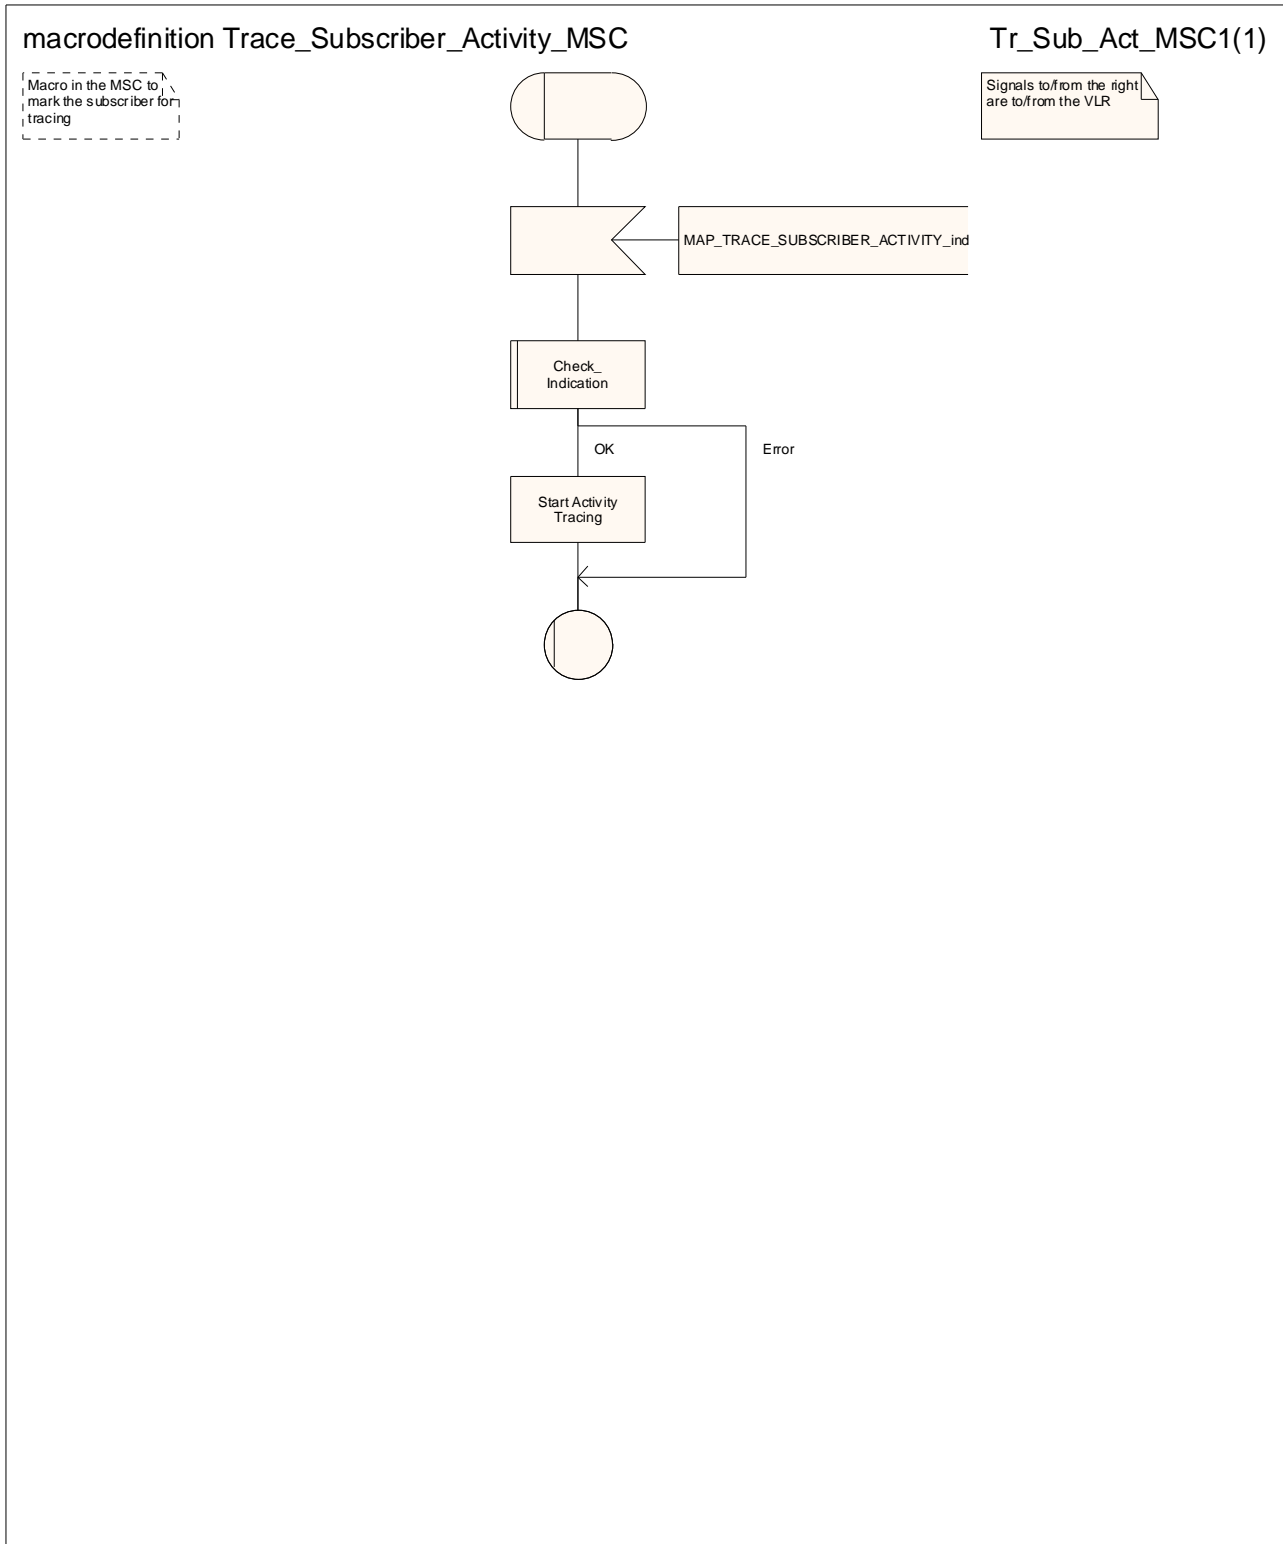 macrodefinition Trace_Subscriber_Activity_MSC
Tr_Sub_Act_MSC1(1)
Macro in the MSC to
mark the subscriber for
tracing
Signals to/from the right
are to/from the VLR
MAP_TRACE_SUBSCRIBER_ACTIVITY_ind
Check_
Indication
OK
Error
Start Activity
Tracing